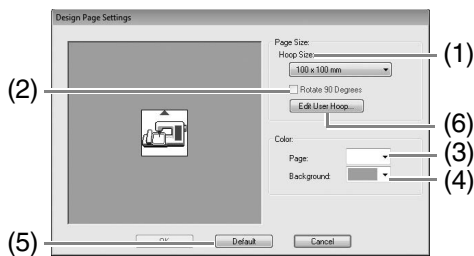 Design Page Settings
Page Size:
Hoop Size:
(1)
100 x 100 mm
(2)
Rotate 90 Degrees
Edit User Hoop...
(6)
Color:
Page:
(3)
Background:
(4)
(5)
OK
Default
Cancel